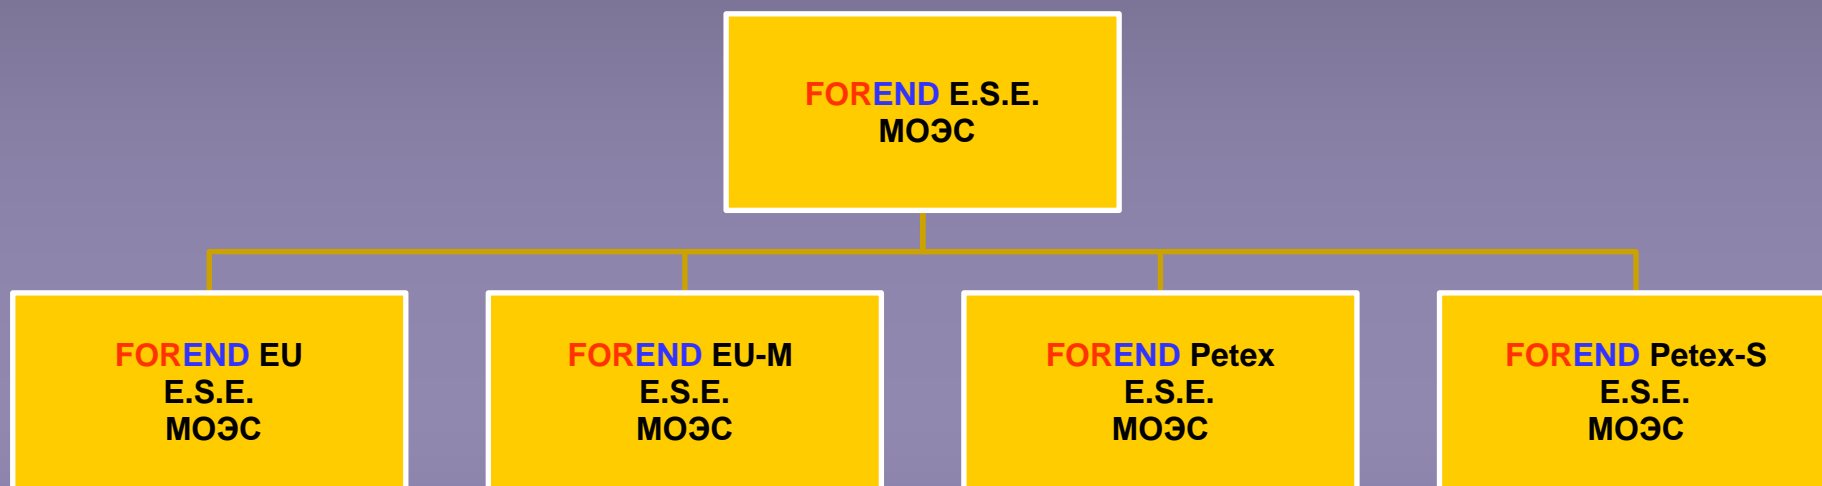 FOREND E.S.E.
МОЭС
FOREND EU
E.S.E.
МОЭС
FOREND EU-M
E.S.E.
МОЭС
FOREND Petex
E.S.E.
МОЭС
FOREND Petex-S
E.S.E.
МОЭС